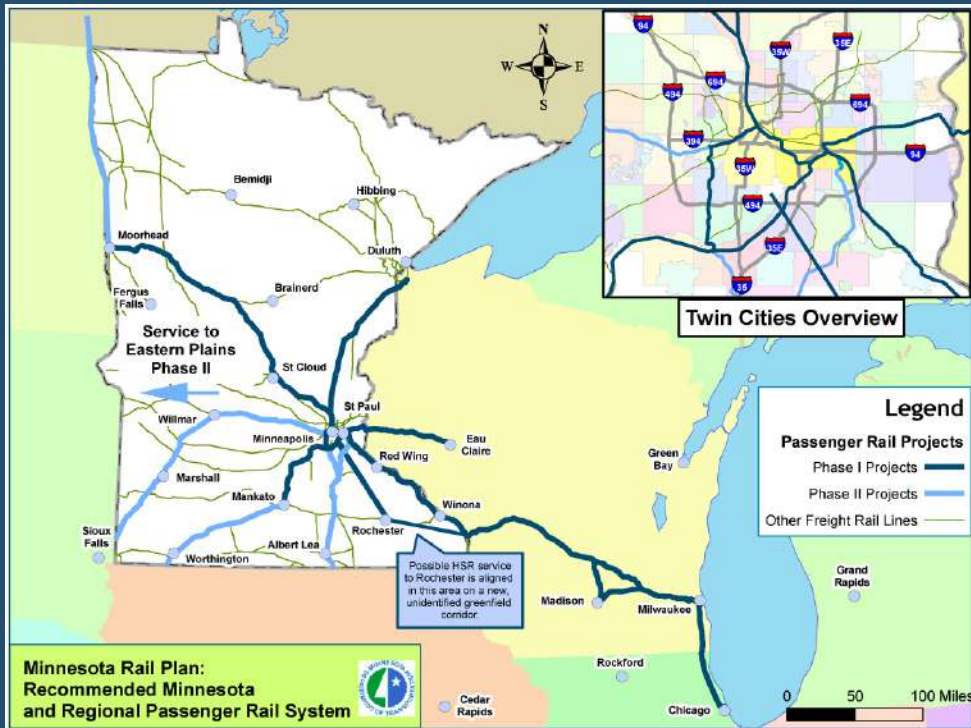 N
W
E
S
Bemidji
Hibbing
Moorhead
Duluth
Fergus
Falls
Brainerd
Service to
Eastern Plains
Phase II
St Cloud
Willmar
St Paul
Minneapolis
Eau
Claire
Red Wing
Marshall
Mankato
Winona
Rochester
Sioux
Falls
Worthington
Albert Lea
Possible HSR service
to Rochester is aligned
in this area on a new,
unidentified greenfield
corridor.
Green
Bay
Madison
Milwaukee
Grand
Rapids
Rockford
Cedar
Rapids
Chicago
94
35W
35E
694
494
694
394
94
35W
494
35E
35
Twin Cities Overview
Legend
Passenger Rail Projects
Phase I Projects
Phase II Projects
Other Freight Rail Lines
0 50 100 Miles
Minnesota Rail Plan:
Recommended Minnesota
and Regional Passenger Rail System